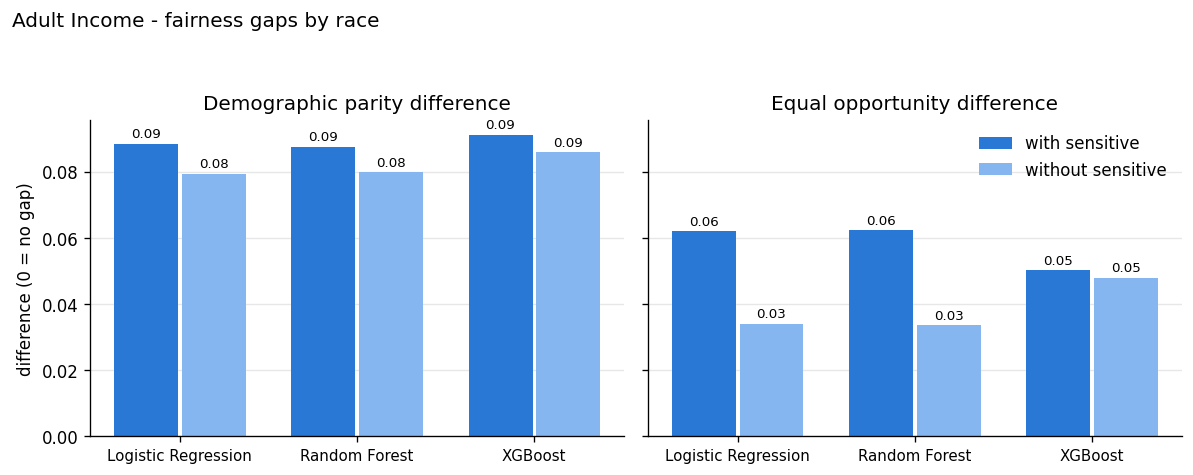 Adult Income - fairness gaps by race
Demographic parity difference
difference (0 = no gap)
0.08
0.06
0.04
0.02
0.00
0.09
0.08
0.09
0.08
0.09
0.09
Logistic Regression
Random Forest
XGBoost
Equal opportunity difference
with sensitive
without sensitive
0.06
0.03
0.06
0.03
0.05
0.05
Logistic Regression
Random Forest
XGBoost